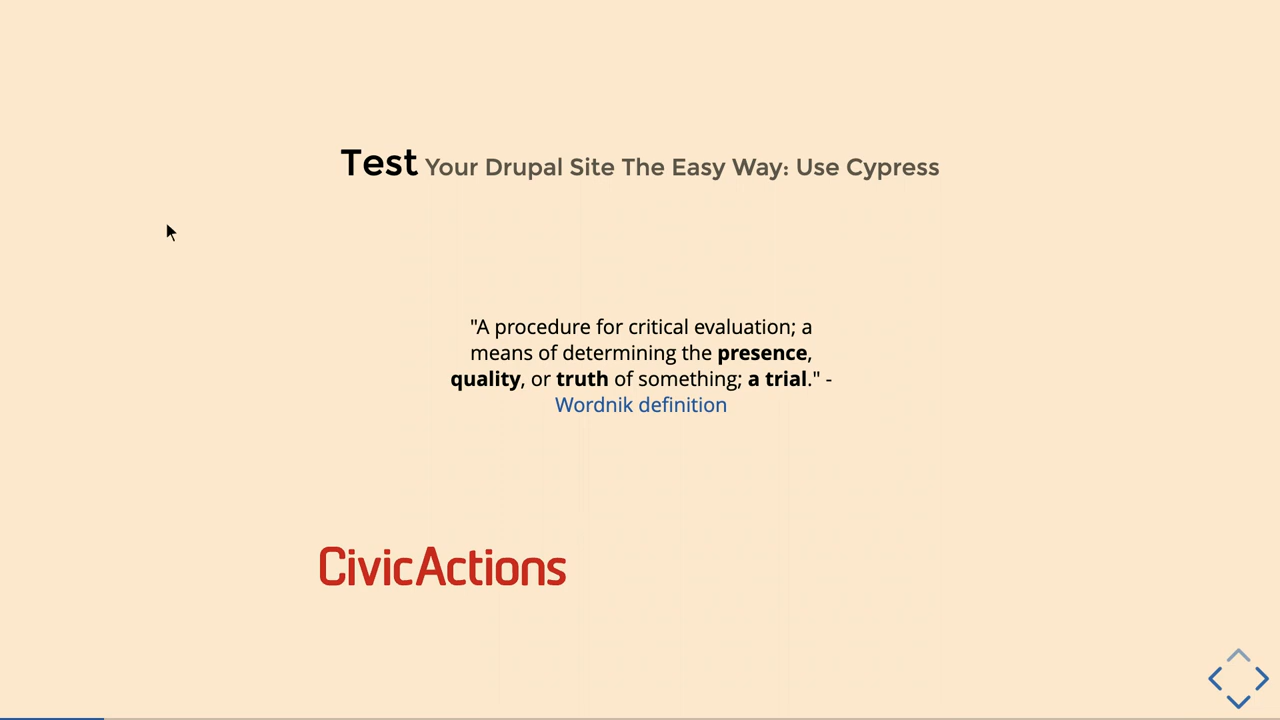 Test Your Drupal Site The Easy Way: Use Cypress
"A procedure for critical evaluation; a
means of determining the presence,
quality, or truth of something; a trial." -
Wordnik definition
CivicActions